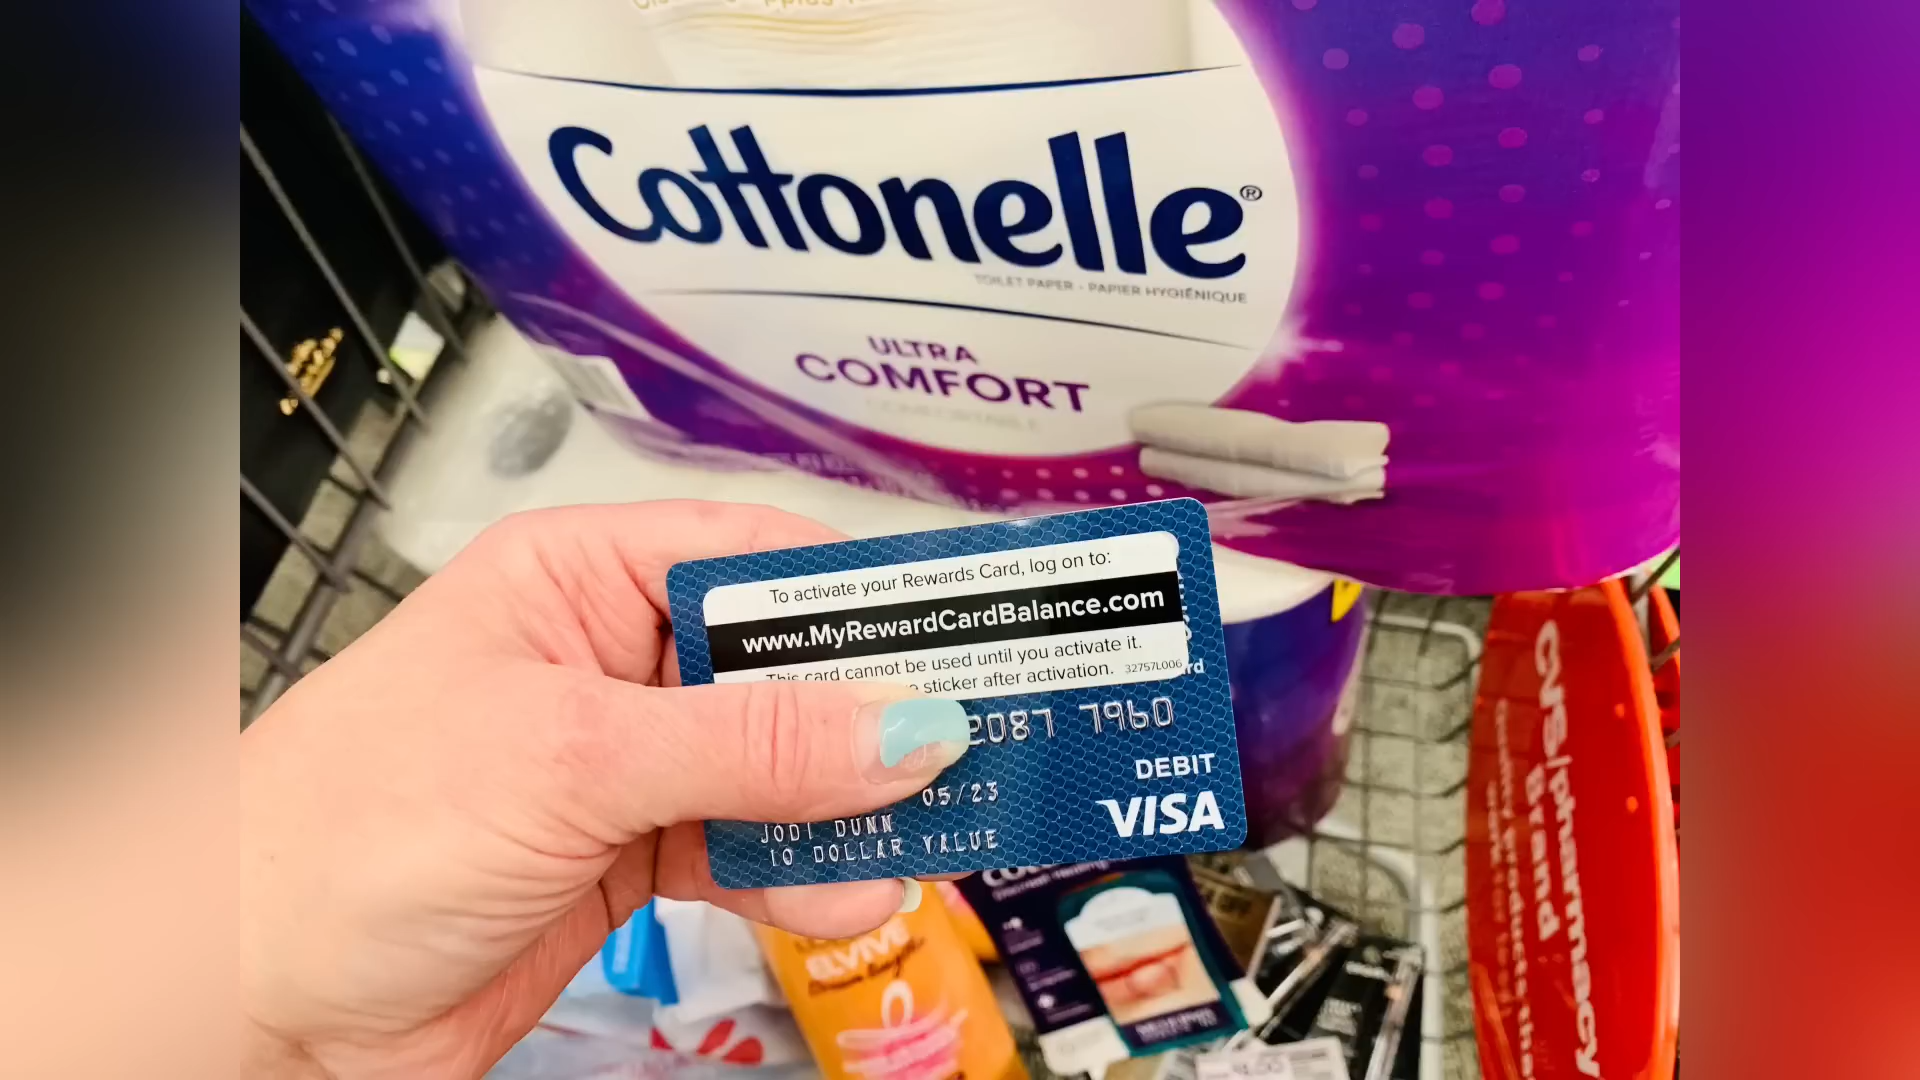 Cottonelle®
TOILET PAPER - PAPIER HYGIÉNIQUE
ULTRA
COMFORT
To activate your Rewards Card, log on to:
www.MyRewardCardBalance.com
This card cannot be used until you activate it.
sticker after activation. 32757L006
2087 7960
DEBIT
05/23
VISA
JODI DUNN
10 DOLLAR VALUE
ELVIVE
CVS/pharmacy
Brand